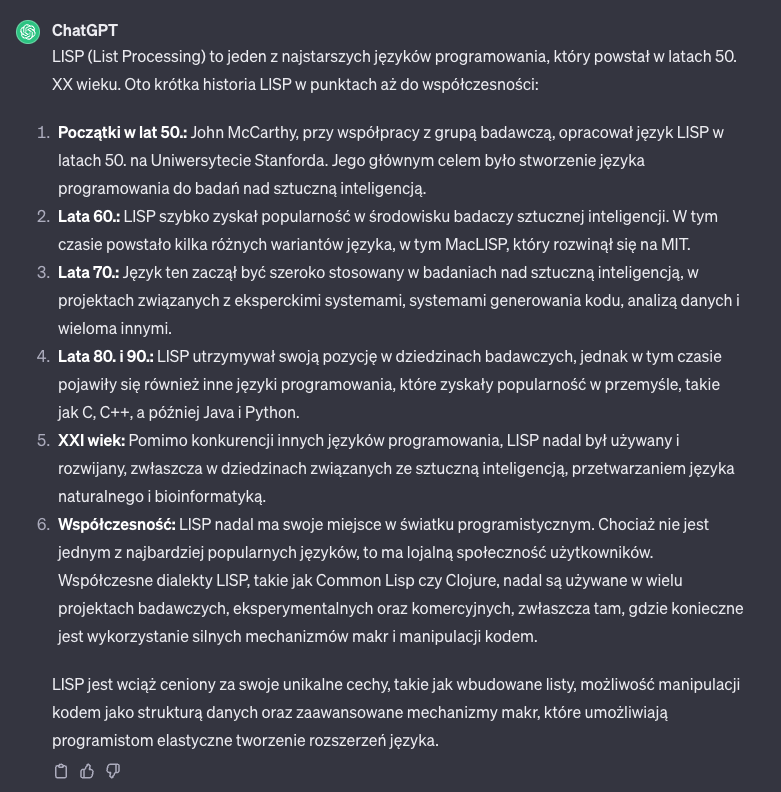 ChatGPT
LISP (List Processing) to jeden z najstarszych języków programowania, który powstał w latach 50.
XX wieku. Oto krótka historia LISP w punktach aż do współczesności:
1. Początki w lat 50.: John McCarthy, przy współpracy z grupą badawczą, opracował język LISP w
latach 50. na Uniwersytecie Stanforda. Jego głównym celem było stworzenie języka
programowania do badań nad sztuczną inteligencją.
2. Lata 60.: LISP szybko zyskał popularność w środowisku badaczy sztucznej inteligencji. W tym
czasie powstało kilka różnych wariantów języka, w tym MacLISP, który rozwinął się na MIT.
3. Lata 70.: Język ten zaczął być szeroko stosowany w badaniach nad sztuczną inteligencją, w
projektach związanych z eksperckimi systemami, systemami generowania kodu, analizą danych i
wieloma innymi.
4. Lata 80. i 90.: LISP utrzymywał swoją pozycję w dziedzinach badawczych, jednak w tym czasie
pojawiły się również inne języki programowania, które zyskały popularność w przemyśle, takie
jak C, C++, a później Java i Python.
5. XXI wiek: Pomimo konkurencji innych języków programowania, LISP nadal był używany i
rozwijany, zwłaszcza w dziedzinach związanych ze sztuczną inteligencją, przetwarzaniem języka
naturalnego i bioinformatyką.
6. Współczesność: LISP nadal ma swoje miejsce w światku programistycznym. Chociaż nie jest
jednym z najbardziej popularnych języków, to ma lojalną społeczność użytkowników.
Współczesne dialekty LISP, takie jak Common Lisp czy Clojure, nadal są używane w wielu
projektach badawczych, eksperymentalnych oraz komercyjnych, zwłaszcza tam, gdzie konieczne
jest wykorzystanie silnych mechanizmów makr i manipulacji kodem.
LISP jest wciąż ceniony za swoje unikalne cechy, takie jak wbudowane listy, możliwość manipulacji
kodem jako strukturą danych oraz zaawansowane mechanizmy makr, które umożliwiają
programistom elastyczne tworzenie rozszerzeń języka.